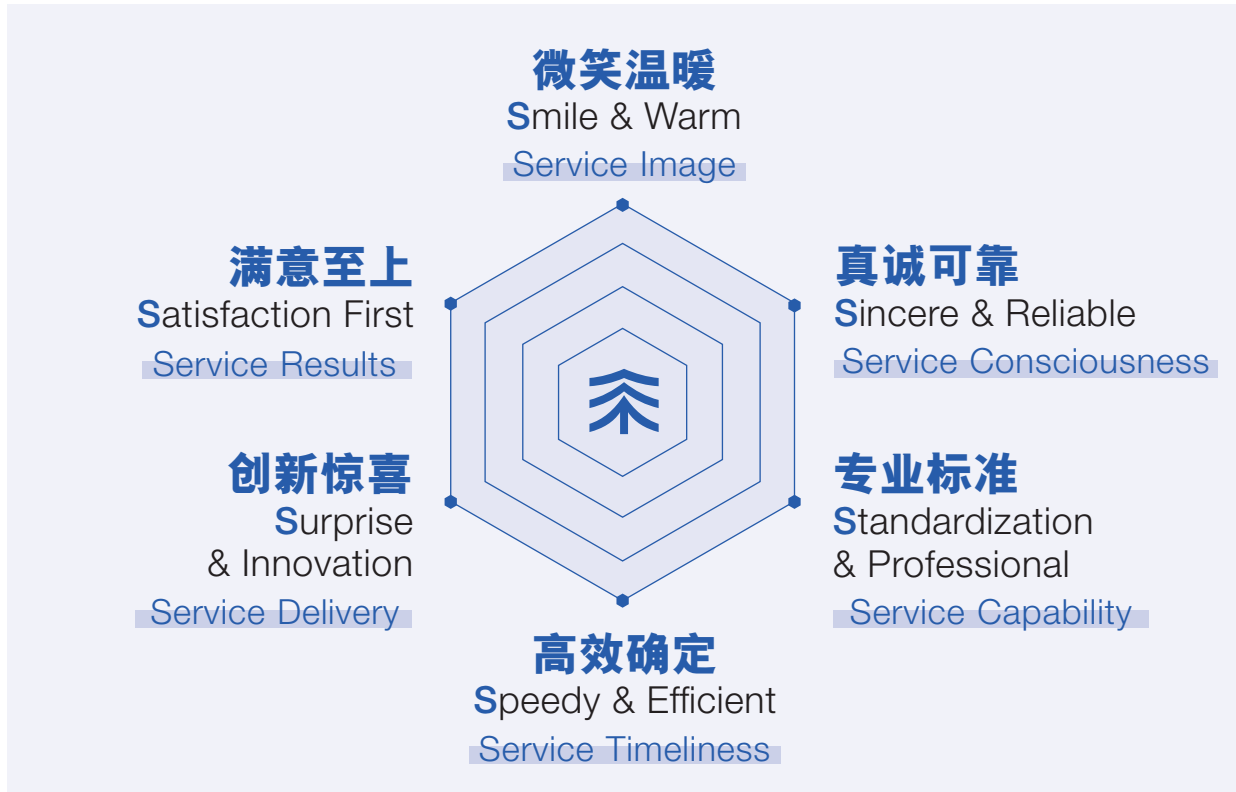 微笑温暖
Smile & Warm
Service Image
满意至上
Satisfaction First
Service Results
真诚可靠
Sincere & Reliable
Service Consciousness
创新惊喜
Surprise
& Innovation
Service Delivery
专业标准
Standardization
& Professional
Service Capability
高效确定
Speedy & Efficient
Service Timeliness